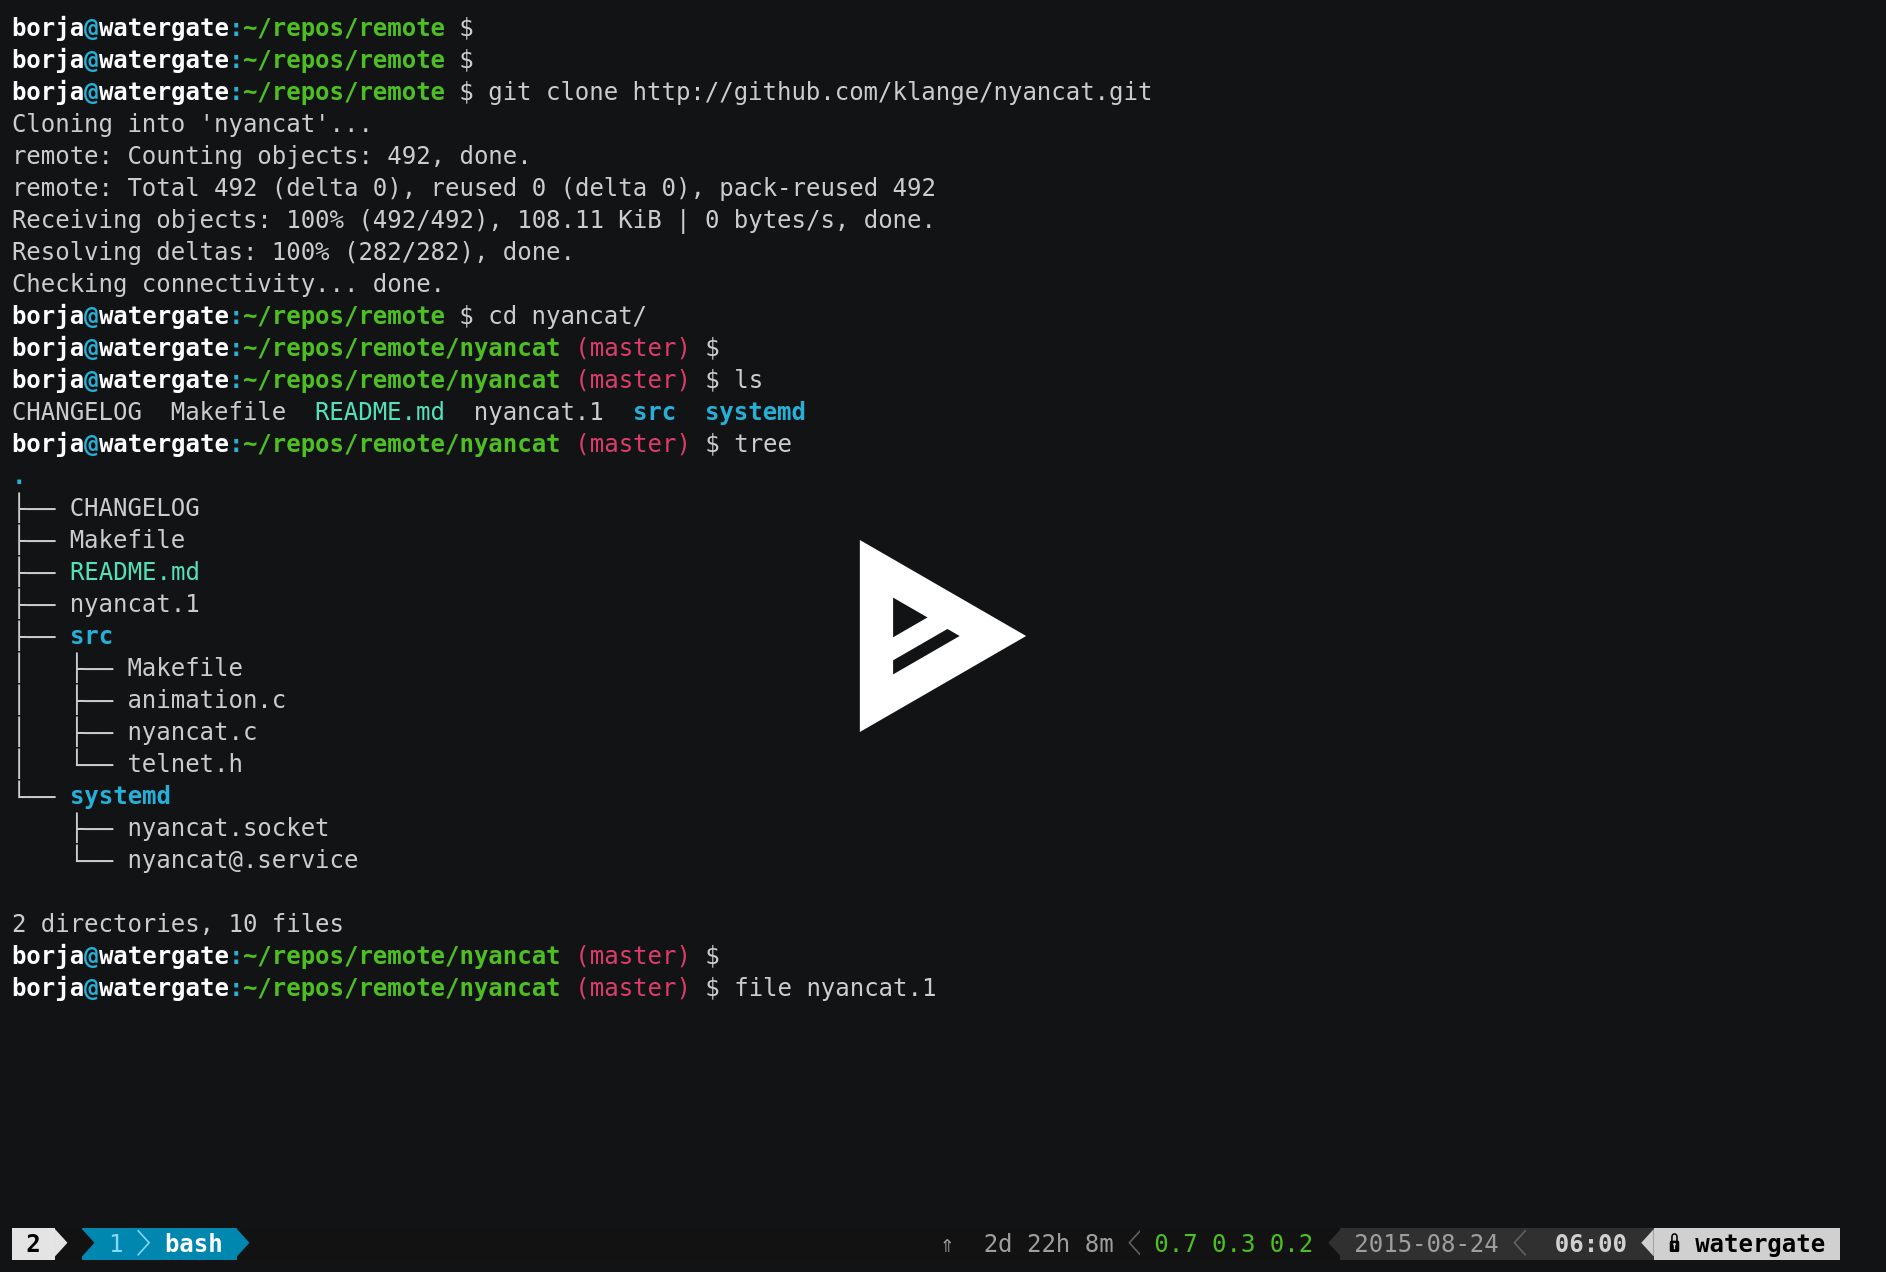 borja@watergate:~/repos/remote $
borja@watergate:~/repos/remote $
borja@watergate:~/repos/remote $ git clone http://github.com/klange/nyancat.git
Cloning into 'nyancat'...
remote: Counting objects: 492, done.
remote: Total 492 (delta 0), reused 0 (delta 0), pack-reused 492
Receiving objects: 100% (492/492), 108.11 KiB | 0 bytes/s, done.
Resolving deltas: 100% (282/282), done.
Checking connectivity... done.
borja@watergate:~/repos/remote $ cd nyancat/
borja@watergate:~/repos/remote/nyancat (master) $
borja@watergate:~/repos/remote/nyancat (master) $ ls
CHANGELOG  Makefile  README.md  nyancat.1  src  systemd
borja@watergate:~/repos/remote/nyancat (master) $ tree
.
├── CHANGELOG
├── Makefile
├── README.md
├── nyancat.1
├── src
│   ├── Makefile
│   ├── animation.c
│   ├── nyancat.c
│   └── telnet.h
└── systemd
    ├── nyancat.socket
    └── nyancat@.service

2 directories, 10 files
borja@watergate:~/repos/remote/nyancat (master) $
borja@watergate:~/repos/remote/nyancat (master) $ file nyancat.1
2 1 bash ⇑ 2d 22h 8m 0.7 0.3 0.2 2015-08-24 06:00 watergate